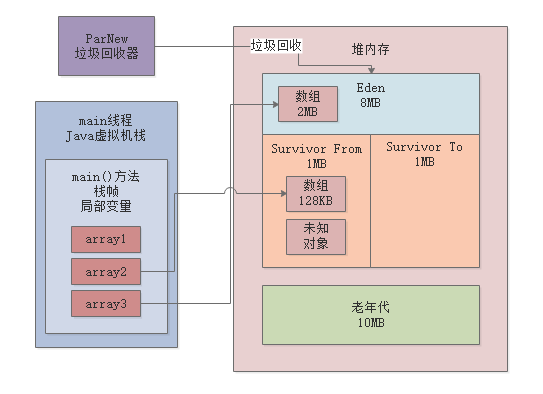 ParNew
垃圾回收器
垃圾回收
堆内存
Eden
8MB
数组
2MB
main线程
Java虚拟机栈
main()方法
栈帧
局部变量
array1
array2
array3
Survivor From
1MB
数组
128KB
未知
对象
Survivor To
1MB
老年代
10MB